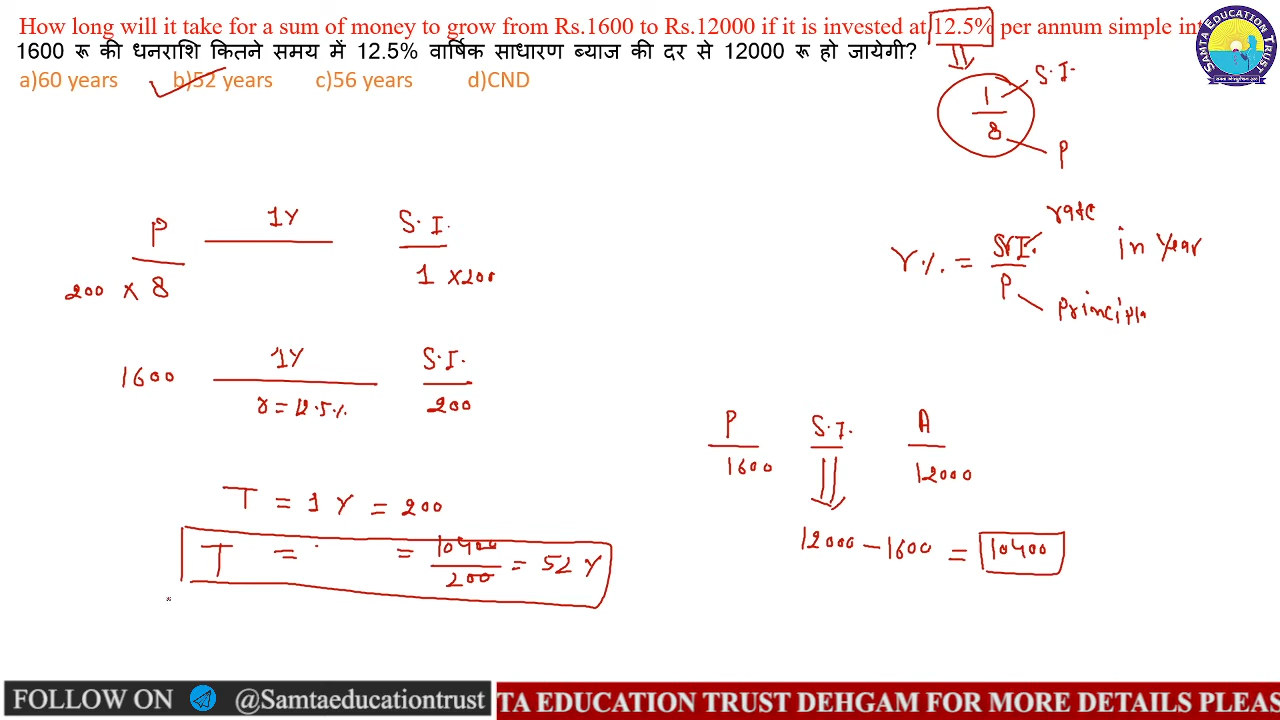 How long will it take for a sum of money to grow from Rs.1600 to Rs.12000 if it is invested at 12.5% per annum simple int
1600 रू की धनराशि कितने समय में 12.5% वार्षिक साधारण ब्याज की दर से 12000 रू हो जायेगी?
a)60 years b)52 years c)56 years d)CND
SAMTA EDUCATION TRUST
1 S.I.
8 P
P 1Y S.I.
200 × 8 1 ×200
r% = S.I. rate in Year
P principle
1600 1Y S.I.
r = 12.5% 200
P S.I. A
1600 12000
12000 - 1600 = 10400
T = 1 Y = 200
T = = 10400 = 52 Y
200
FOLLOW ON @Samtaeducationtrust TA EDUCATION TRUST DEHGAM FOR MORE DETAILS PLEAS